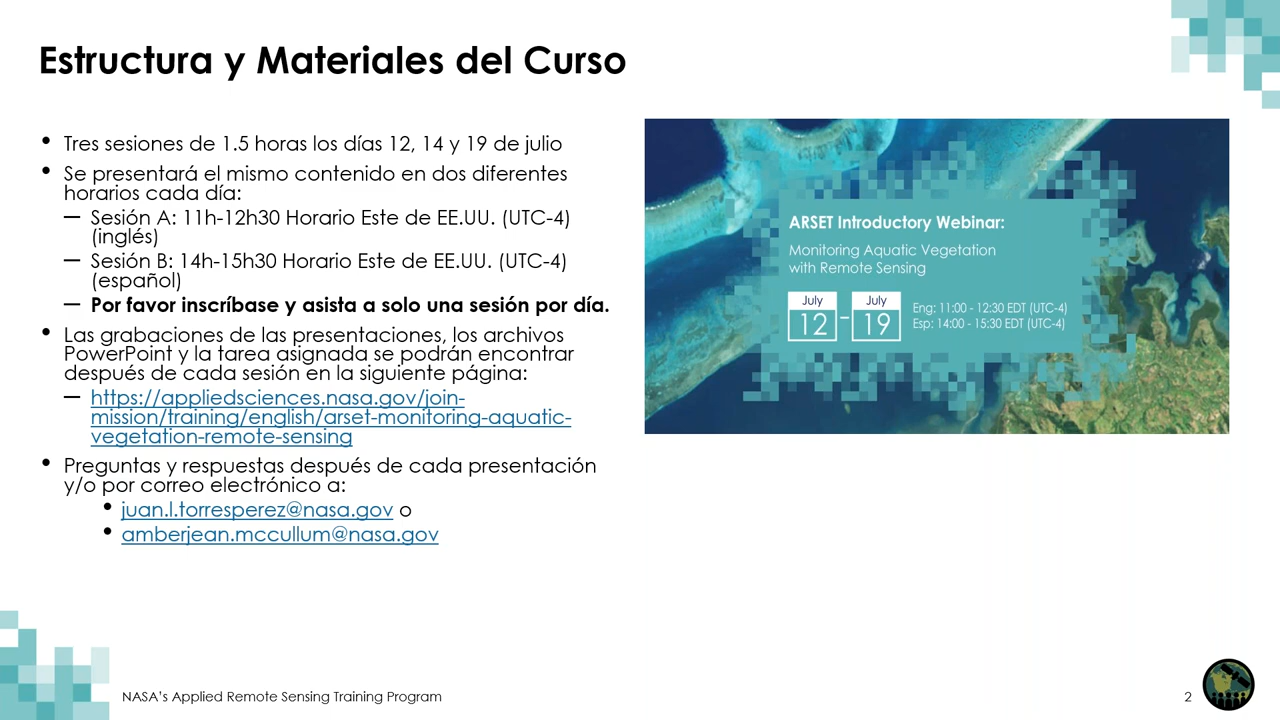 Estructura y Materiales del Curso
• Tres sesiones de 1.5 horas los días 12, 14 y 19 de julio
• Se presentará el mismo contenido en dos diferentes
horarios cada día:
– Sesión A: 11h-12h30 Horario Este de EE.UU. (UTC-4)
(inglés)
– Sesión B: 14h-15h30 Horario Este de EE.UU. (UTC-4)
(español)
– Por favor inscríbase y asista a solo una sesión por día.
• Las grabaciones de las presentaciones, los archivos
PowerPoint y la tarea asignada se podrán encontrar
después de cada sesión en la siguiente página:
– https://appliedsciences.nasa.gov/join-
mission/training/english/arset-monitoring-aquatic-
vegetation-remote-sensing
• Preguntas y respuestas después de cada presentación
y/o por correo electrónico a:
• juan.l.torresperez@nasa.gov o
• amberjean.mccullum@nasa.gov
ARSET Introductory Webinar:
Monitoring Aquatic Vegetation
with Remote Sensing
July
12
–
July
19
Eng: 11:00 - 12:30 EDT (UTC-4)
Esp: 14:00 - 15:30 EDT (UTC-4)
NASA's Applied Remote Sensing Training Program
2